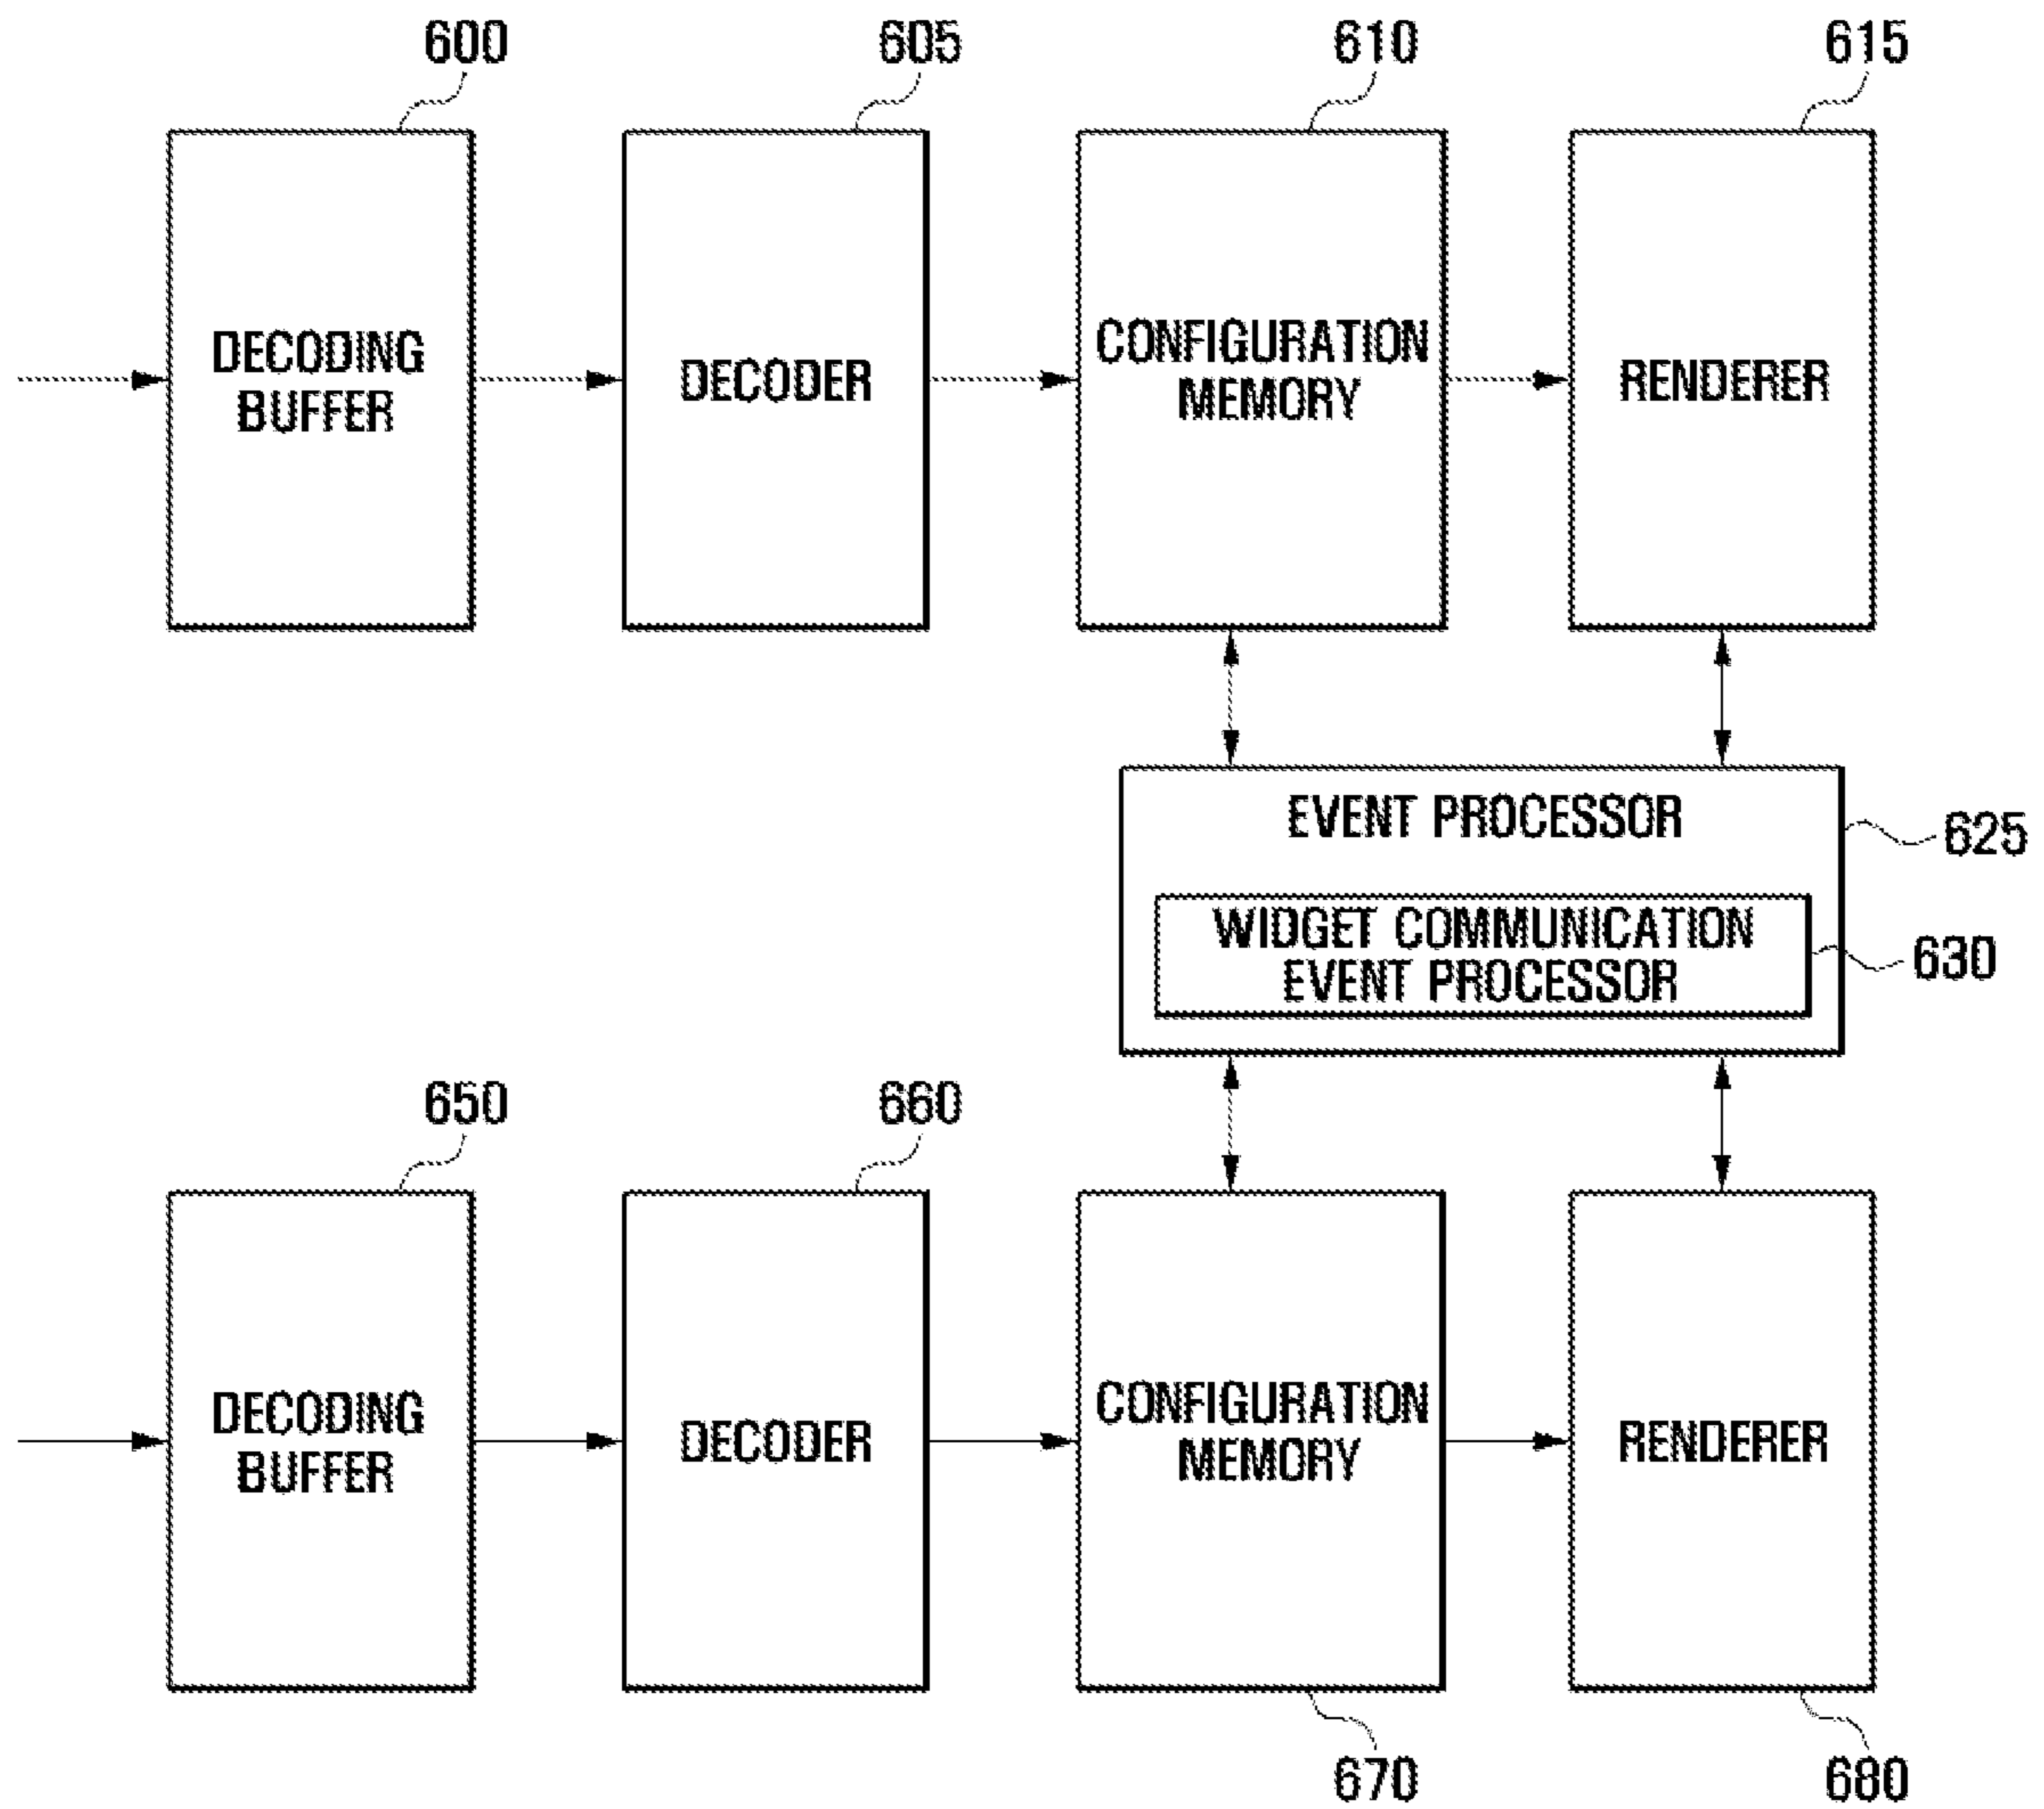 600
605
610
615
DECODING
BUFFER
DECODER
CONFIGURATION
MEMORY
RENDERER
EVENT PROCESSOR
625
WIDGET COMMUNICATION
EVENT PROCESSOR
630
650
660
DECODING
BUFFER
DECODER
CONFIGURATION
MEMORY
RENDERER
670
680